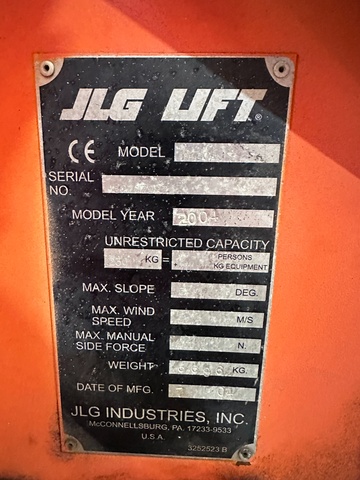 JLG LIFT®
CE MODEL
SERIAL
NO.
MODEL YEAR 200
UNRESTRICTED CAPACITY
KG = PERSONS
KG EQUIPMENT
MAX. SLOPE DEG.
MAX. WIND
SPEED M/S
MAX. MANUAL
SIDE FORCE N.
WEIGHT KG.
DATE OF MFG.
JLG INDUSTRIES, INC.
McCONNELLSBURG, PA. 17233-9533
U.S.A.
3252523 B